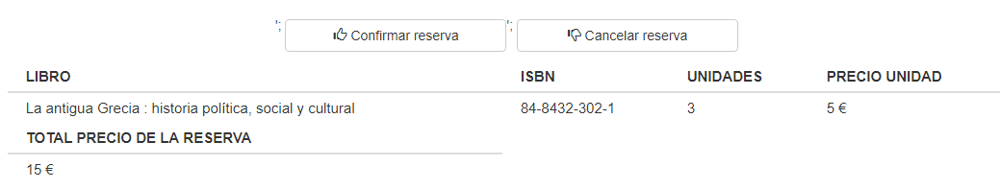 '; Confirmar reserva '; Cancelar reserva
LIBRO ISBN UNIDADES PRECIO UNIDAD
La antigua Grecia : historia política, social y cultural 84-8432-302-1 3 5 €
TOTAL PRECIO DE LA RESERVA
15 €